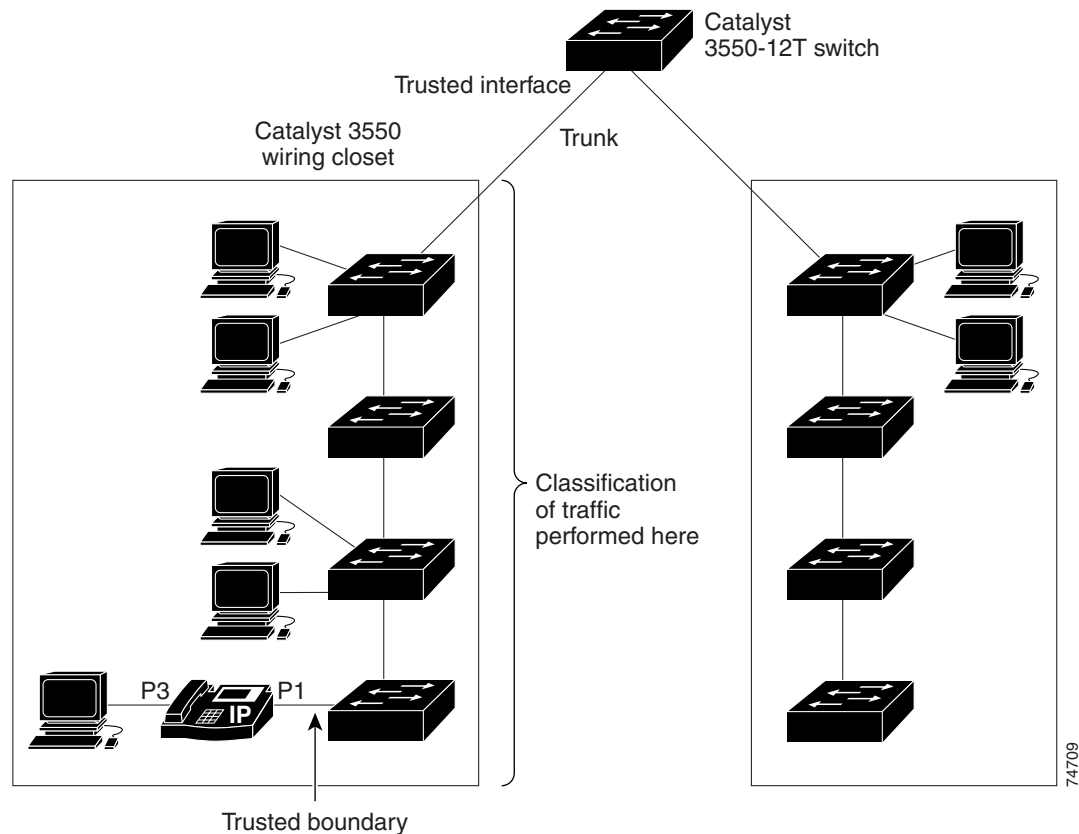 Catalyst
3550-12T switch
Trusted interface
Catalyst 3550
wiring closet
Trunk
Classification
of traffic
performed here
P3
IP
P1
Trusted boundary
74709